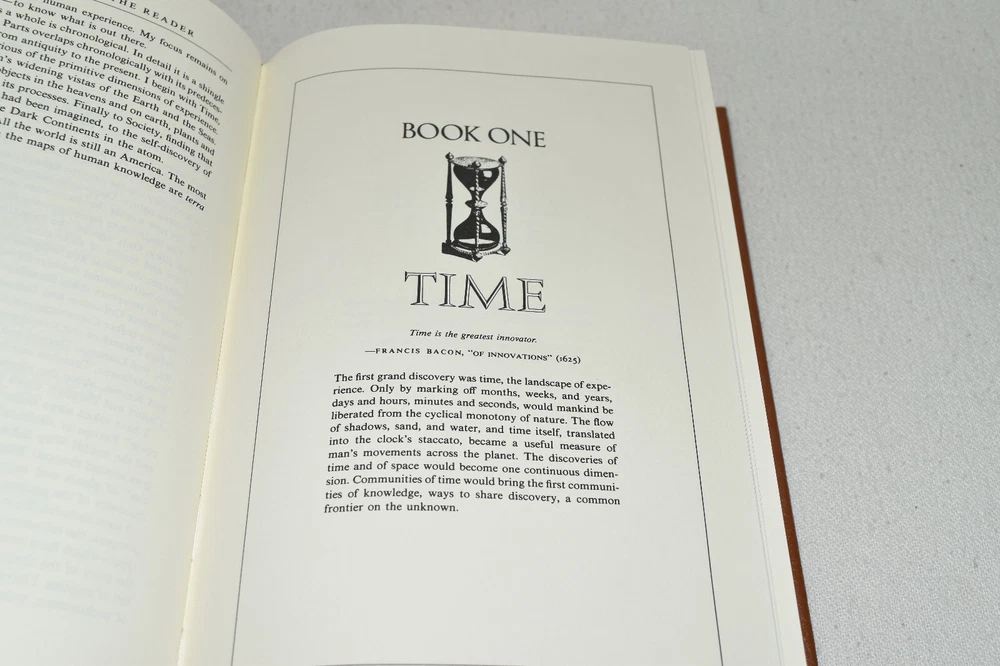 THE READER
human experience. My focus remains on
—to know what is out there.
a whole is chronological. In detail it is a shingle
Parts overlaps chronologically with its predeces-
from antiquity to the present. I begin with Time,
of the primitive dimensions of experience.
widening vistas of the Earth and the Seas.
objects in the heavens and on earth, plants and
its processes. Finally to Society, finding that
had been imagined, to the self-discovery of
Dark Continents in the atom.
All the world is still an America. The most
the maps of human knowledge are terra
BOOK ONE
TIME
Time is the greatest innovator.
—FRANCIS BACON, "OF INNOVATIONS" (1625)
The first grand discovery was time, the landscape of expe-
rience. Only by marking off months, weeks, and years,
days and hours, minutes and seconds, would mankind be
liberated from the cyclical monotony of nature. The flow
of shadows, sand, and water, and time itself, translated
into the clock's staccato, became a useful measure of
man's movements across the planet. The discoveries of
time and of space would become one continuous dimen-
sion. Communities of time would bring the first communi-
ties of knowledge, ways to share discovery, a common
frontier on the unknown.